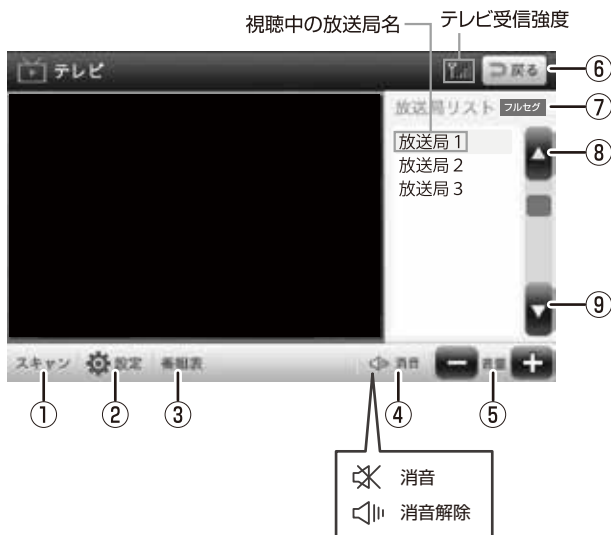 視聴中の放送局名
テレビ受信強度
テレビ
戻る
⑥
放送局リスト フルセグ
⑦
放送局 1
⑧
放送局 2
放送局 3
⑨
スキャン 設定 番組表 消音 音量
① ② ③ ④ ⑤
消音
消音解除